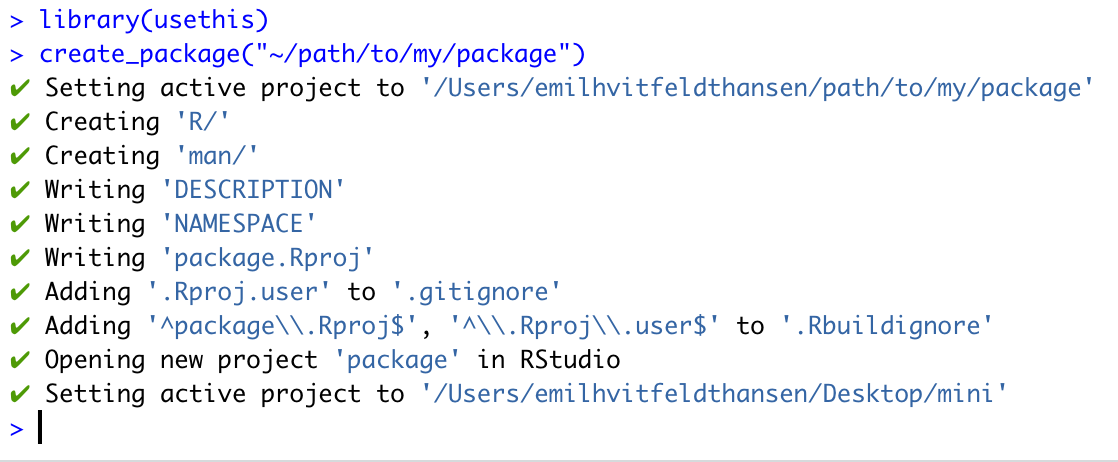 > library(usethis)
> create_package("~/path/to/my/package")
✔ Setting active project to '/Users/emilhvitfeldthansen/path/to/my/package'
✔ Creating 'R/'
✔ Creating 'man/'
✔ Writing 'DESCRIPTION'
✔ Writing 'NAMESPACE'
✔ Writing 'package.Rproj'
✔ Adding '.Rproj.user' to '.gitignore'
✔ Adding '^package\\.Rproj$', '^\\.Rproj\\.user$' to '.Rbuildignore'
✔ Opening new project 'package' in RStudio
✔ Setting active project to '/Users/emilhvitfeldthansen/Desktop/mini'
>